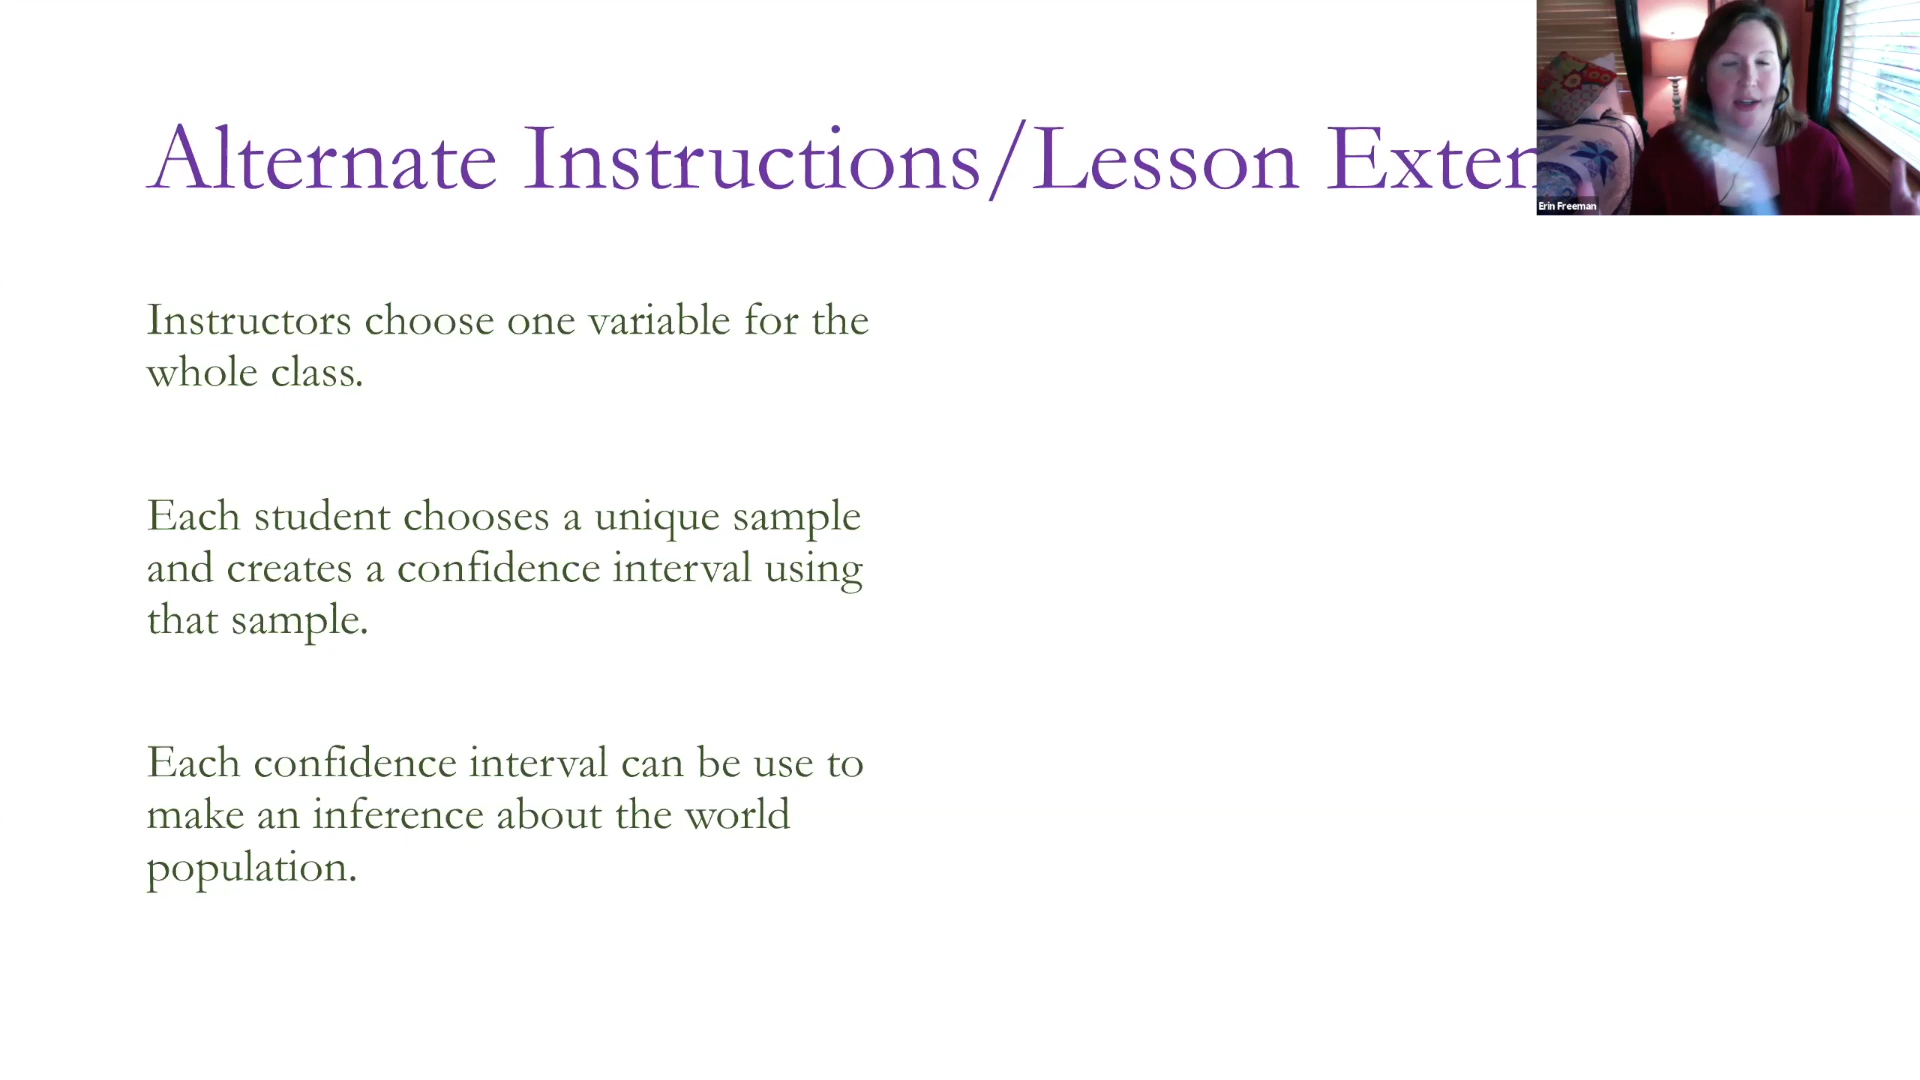 Alternate Instructions/Lesson Exten
Erin Freeman
Instructors choose one variable for the
whole class.
Each student chooses a unique sample
and creates a confidence interval using
that sample.
Each confidence interval can be use to
make an inference about the world
population.